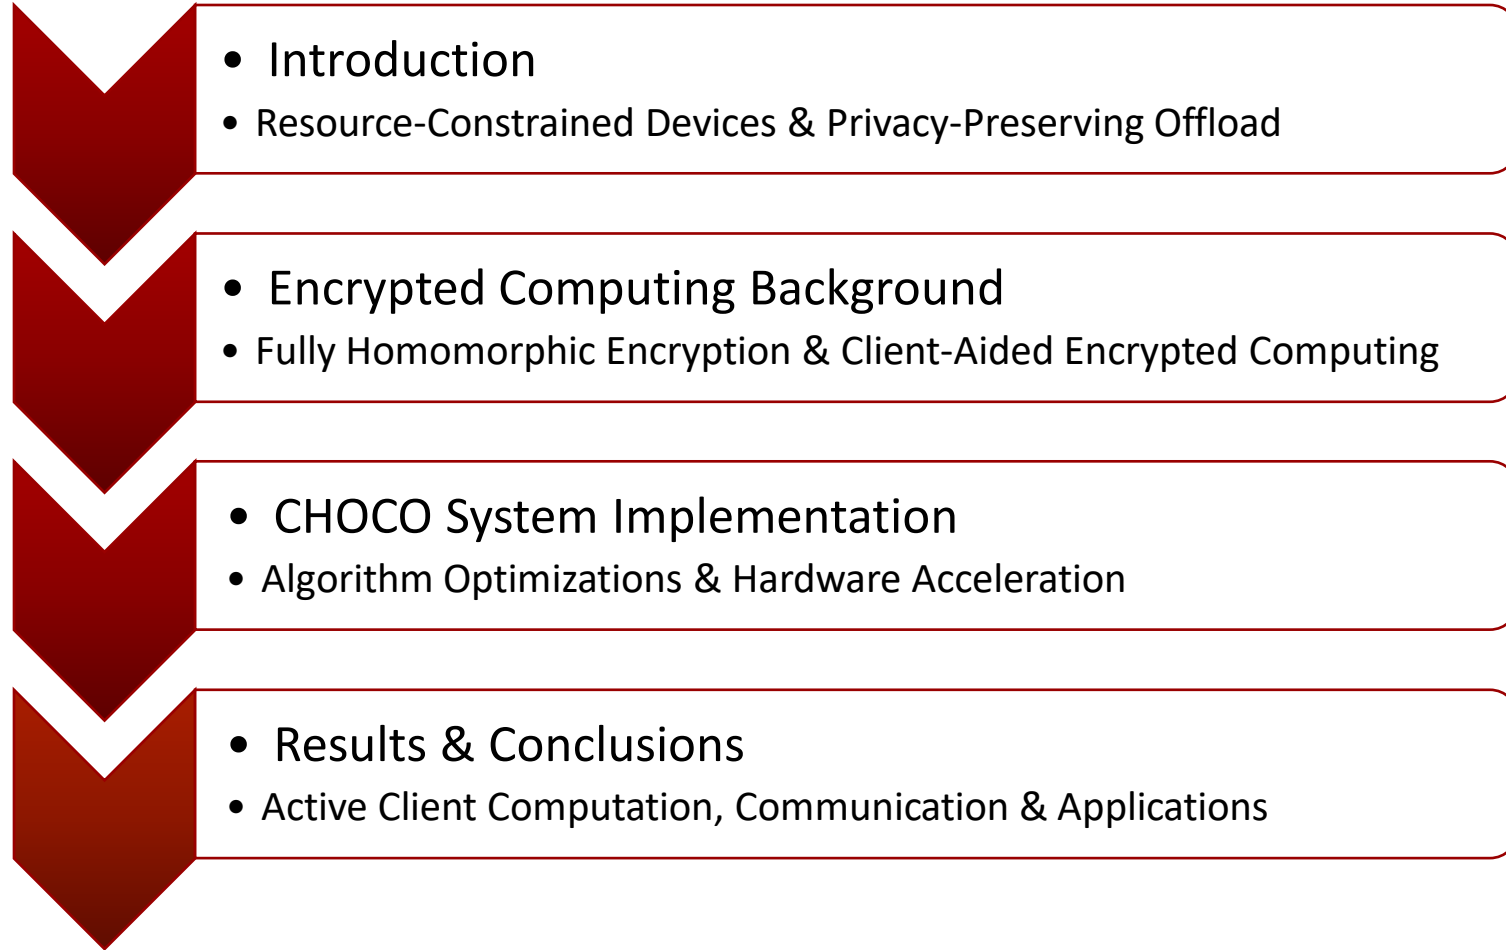 • Introduction
• Resource-Constrained Devices & Privacy-Preserving Offload
• Encrypted Computing Background
• Fully Homomorphic Encryption & Client-Aided Encrypted Computing
• CHOCO System Implementation
• Algorithm Optimizations & Hardware Acceleration
• Results & Conclusions
• Active Client Computation, Communication & Applications